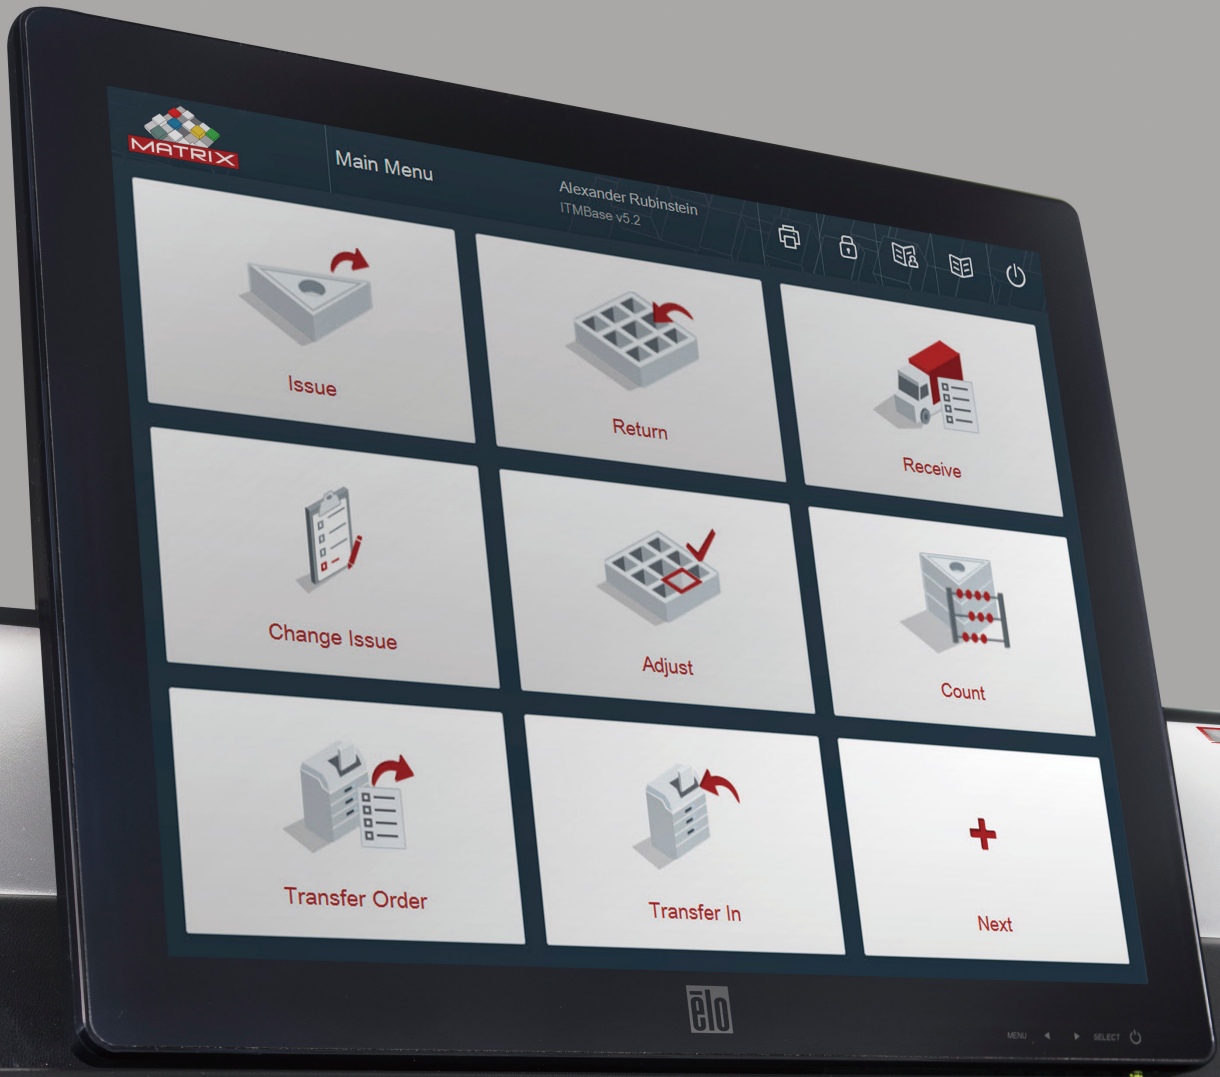 MATRIX
Main Menu
Alexander Rubinstein
ITMBase v5.2
Issue
Return
Receive
Change Issue
Adjust
Count
Transfer Order
Transfer In
Next
ēlo
MENU
SELECT